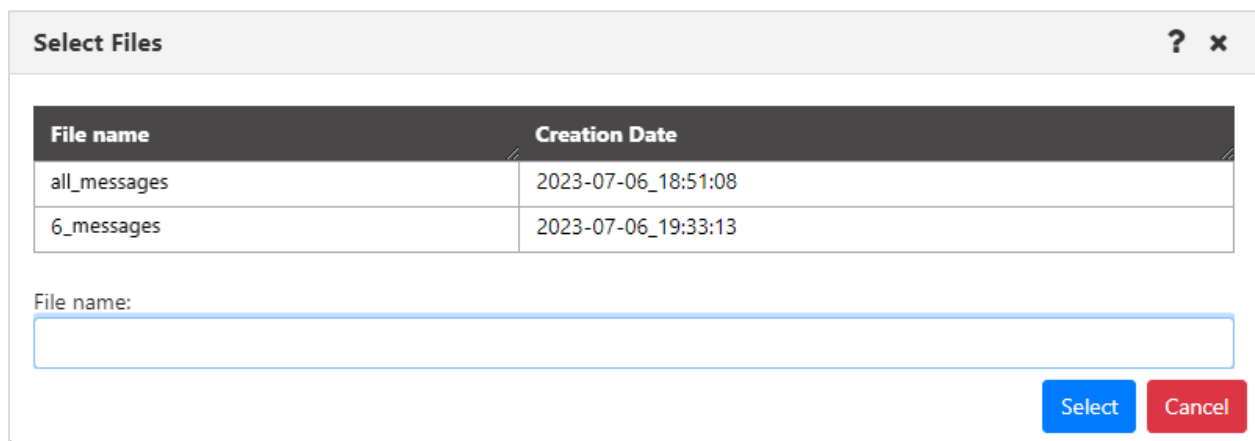 Select Files ? ×
File name Creation Date
all_messages 2023-07-06_18:51:08
6_messages 2023-07-06_19:33:13
File name:
Select Cancel